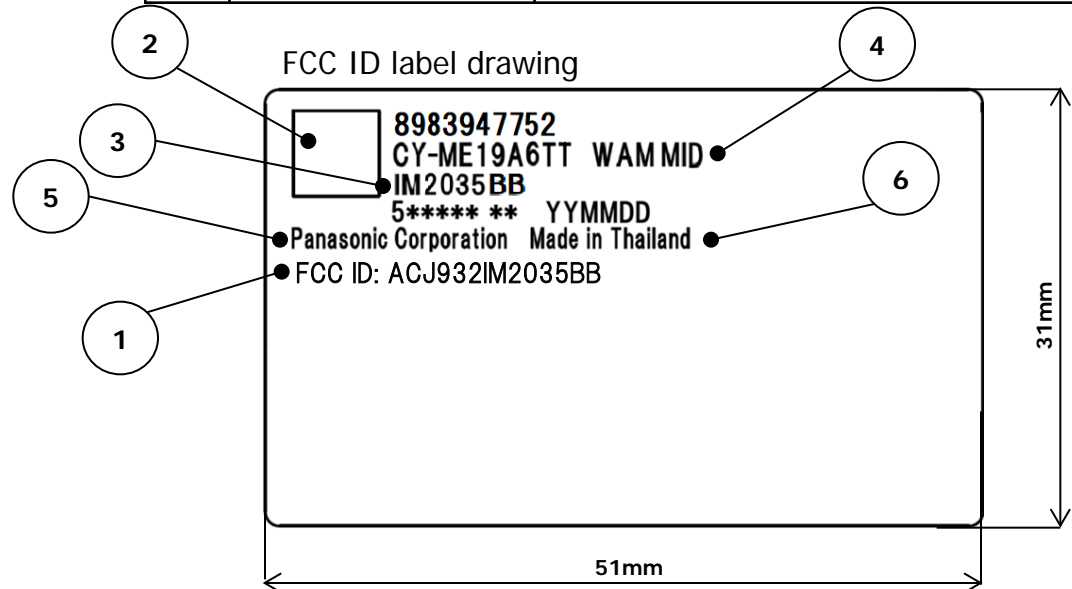 2
4
FCC ID label drawing
3
8983947752
CY-ME19A6TT WAM MID
IM2035BB
5***** ** YYMMDD
5
6
Panasonic Corporation Made in Thailand
FCC ID: ACJ932IM2035BB
1
31mm
51mm